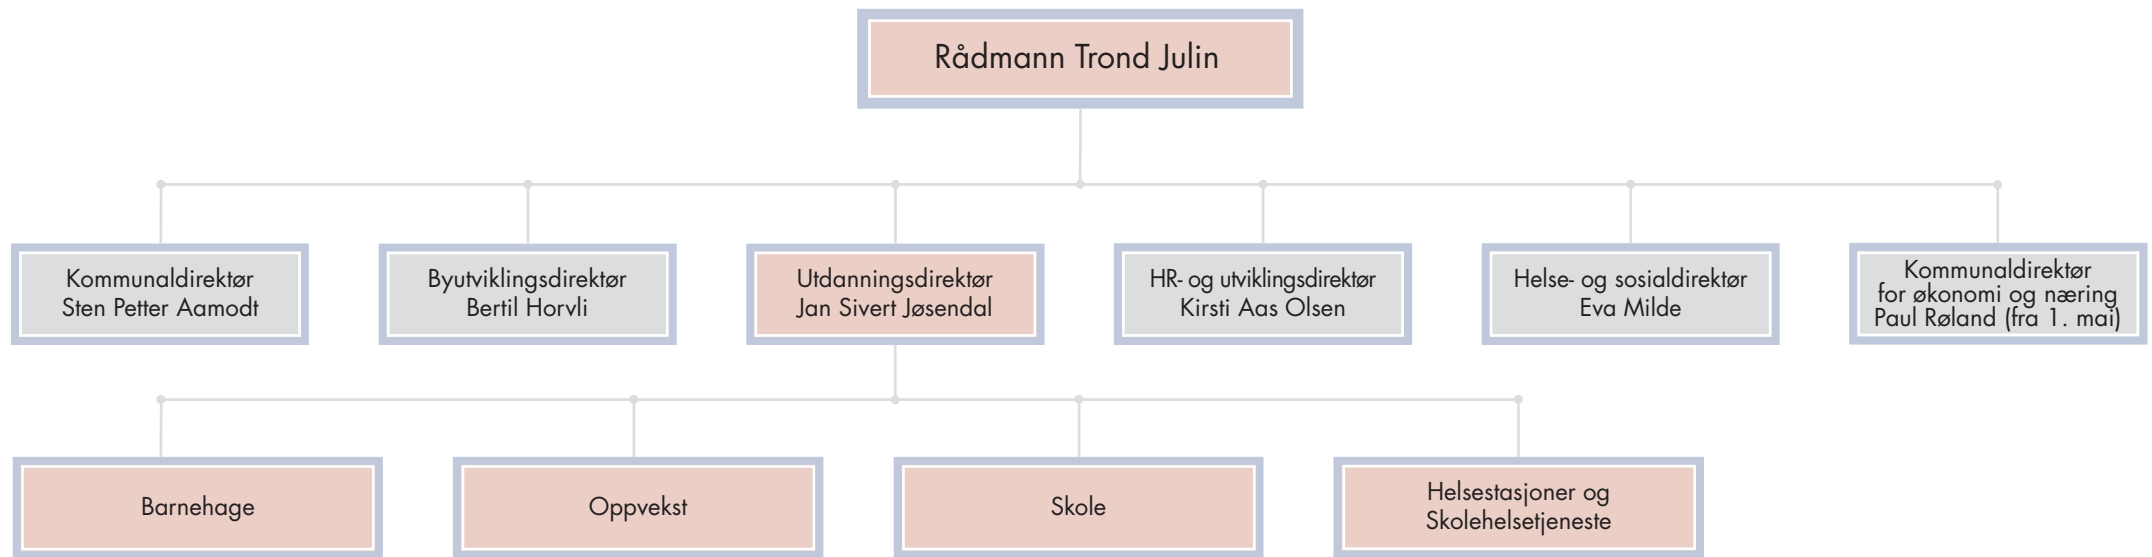 Rådmann Trond Julin
Kommunaldirektør
Sten Petter Aamodt
Byutviklingsdirektør
Bertil Horvli
Utdanningsdirektør
Jan Sivert Jøsendal
HR- og utviklingsdirektør
Kirsti Aas Olsen
Helse- og sosialdirektør
Eva Milde
Kommunaldirektør
for økonomi og næring
Paul Røland (fra 1. mai)
Barnehage
Oppvekst
Skole
Helsestasjoner og
Skolehelsetjeneste